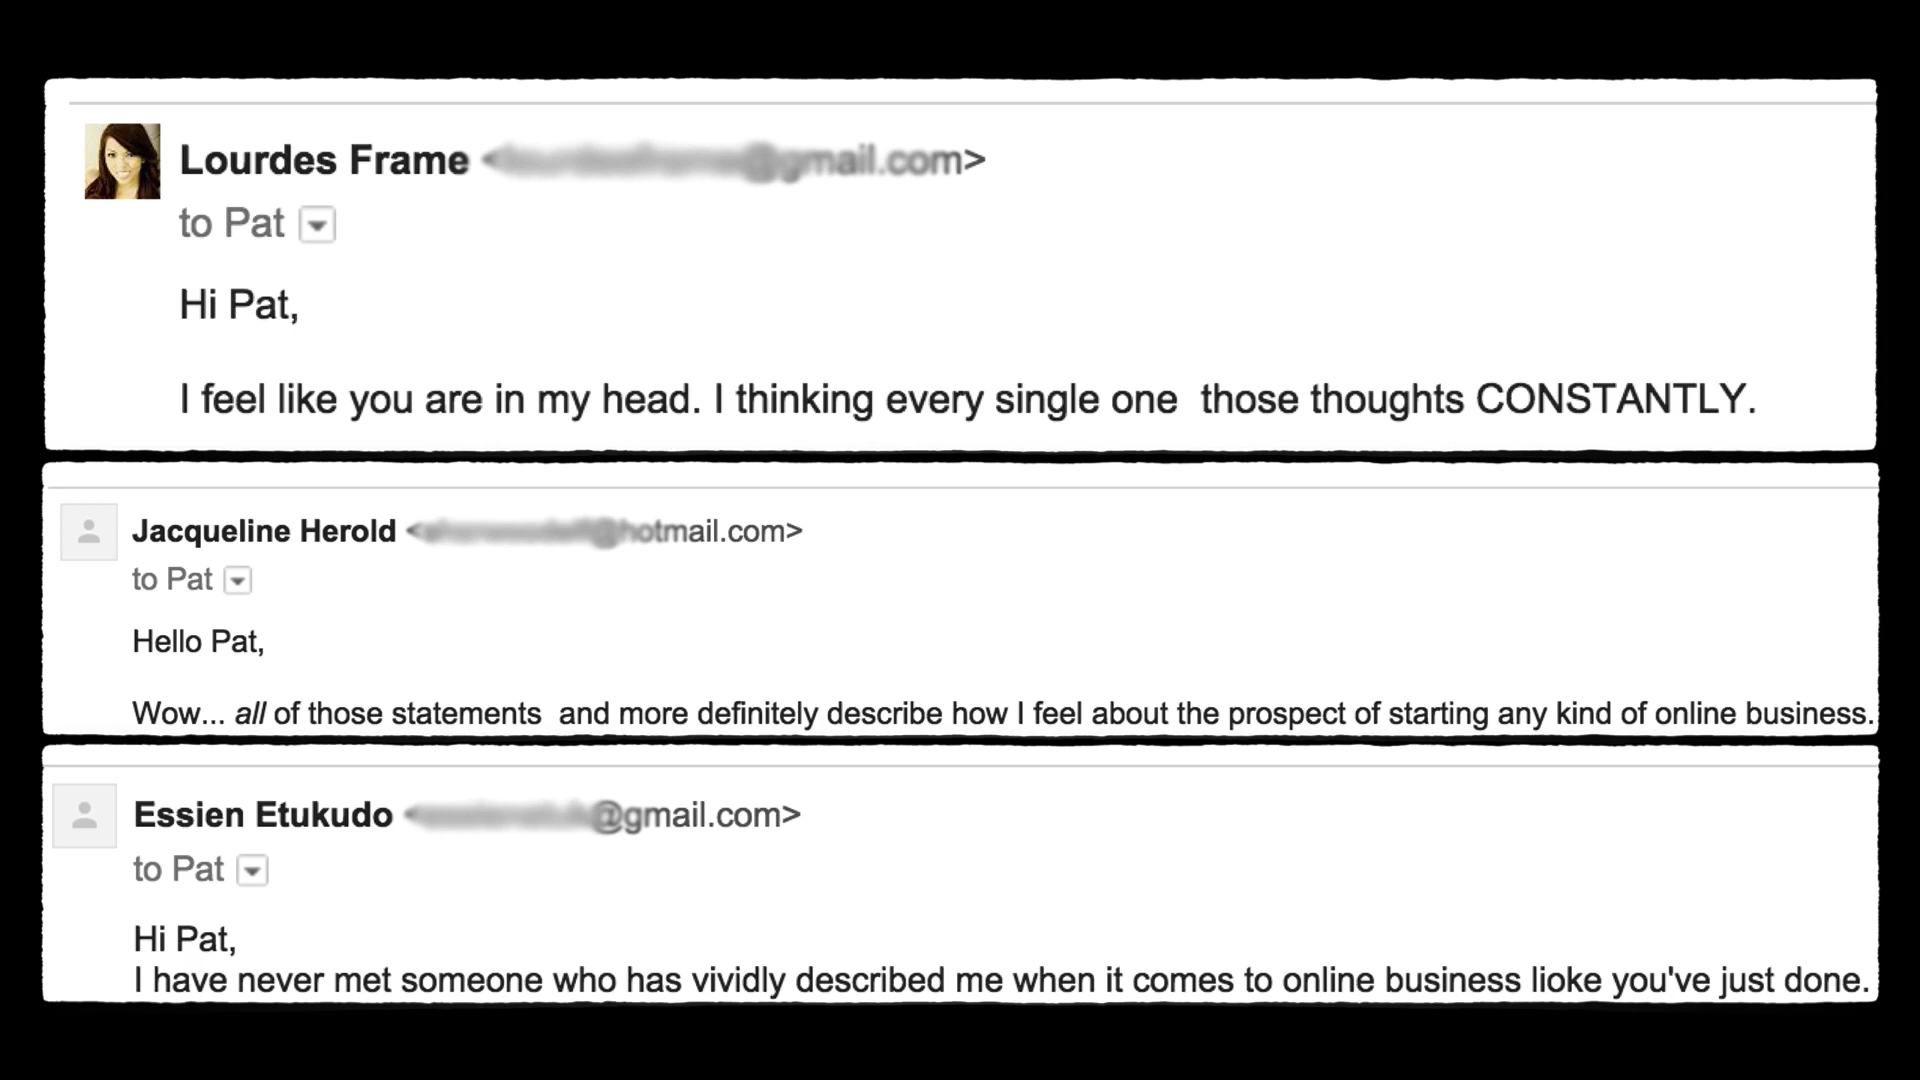 Lourdes Frame < @gmail.com>
to Pat
Hi Pat,
I feel like you are in my head. I thinking every single one  those thoughts CONSTANTLY.
Jacqueline Herold < @hotmail.com>
to Pat
Hello Pat,
Wow... all of those statements  and more definitely describe how I feel about the prospect of starting any kind of online business.
Essien Etukudo < @gmail.com>
to Pat
Hi Pat,
I have never met someone who has vividly described me when it comes to online business lioke you've just done.